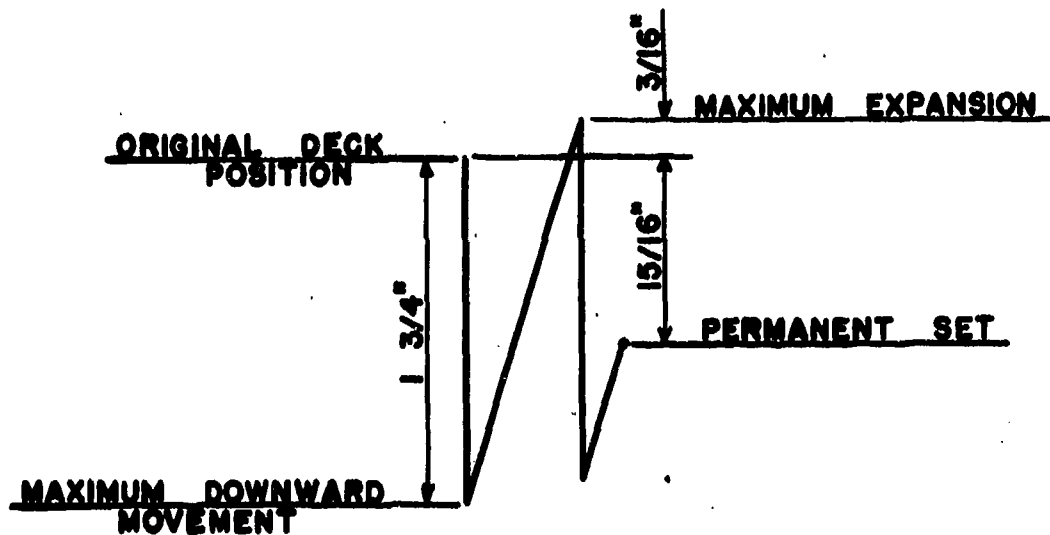 3/16"
MAXIMUM EXPANSION
ORIGINAL DECK
POSITION
15/16"
1 3/4"
PERMANENT SET
MAXIMUM DOWNWARD
MOVEMENT